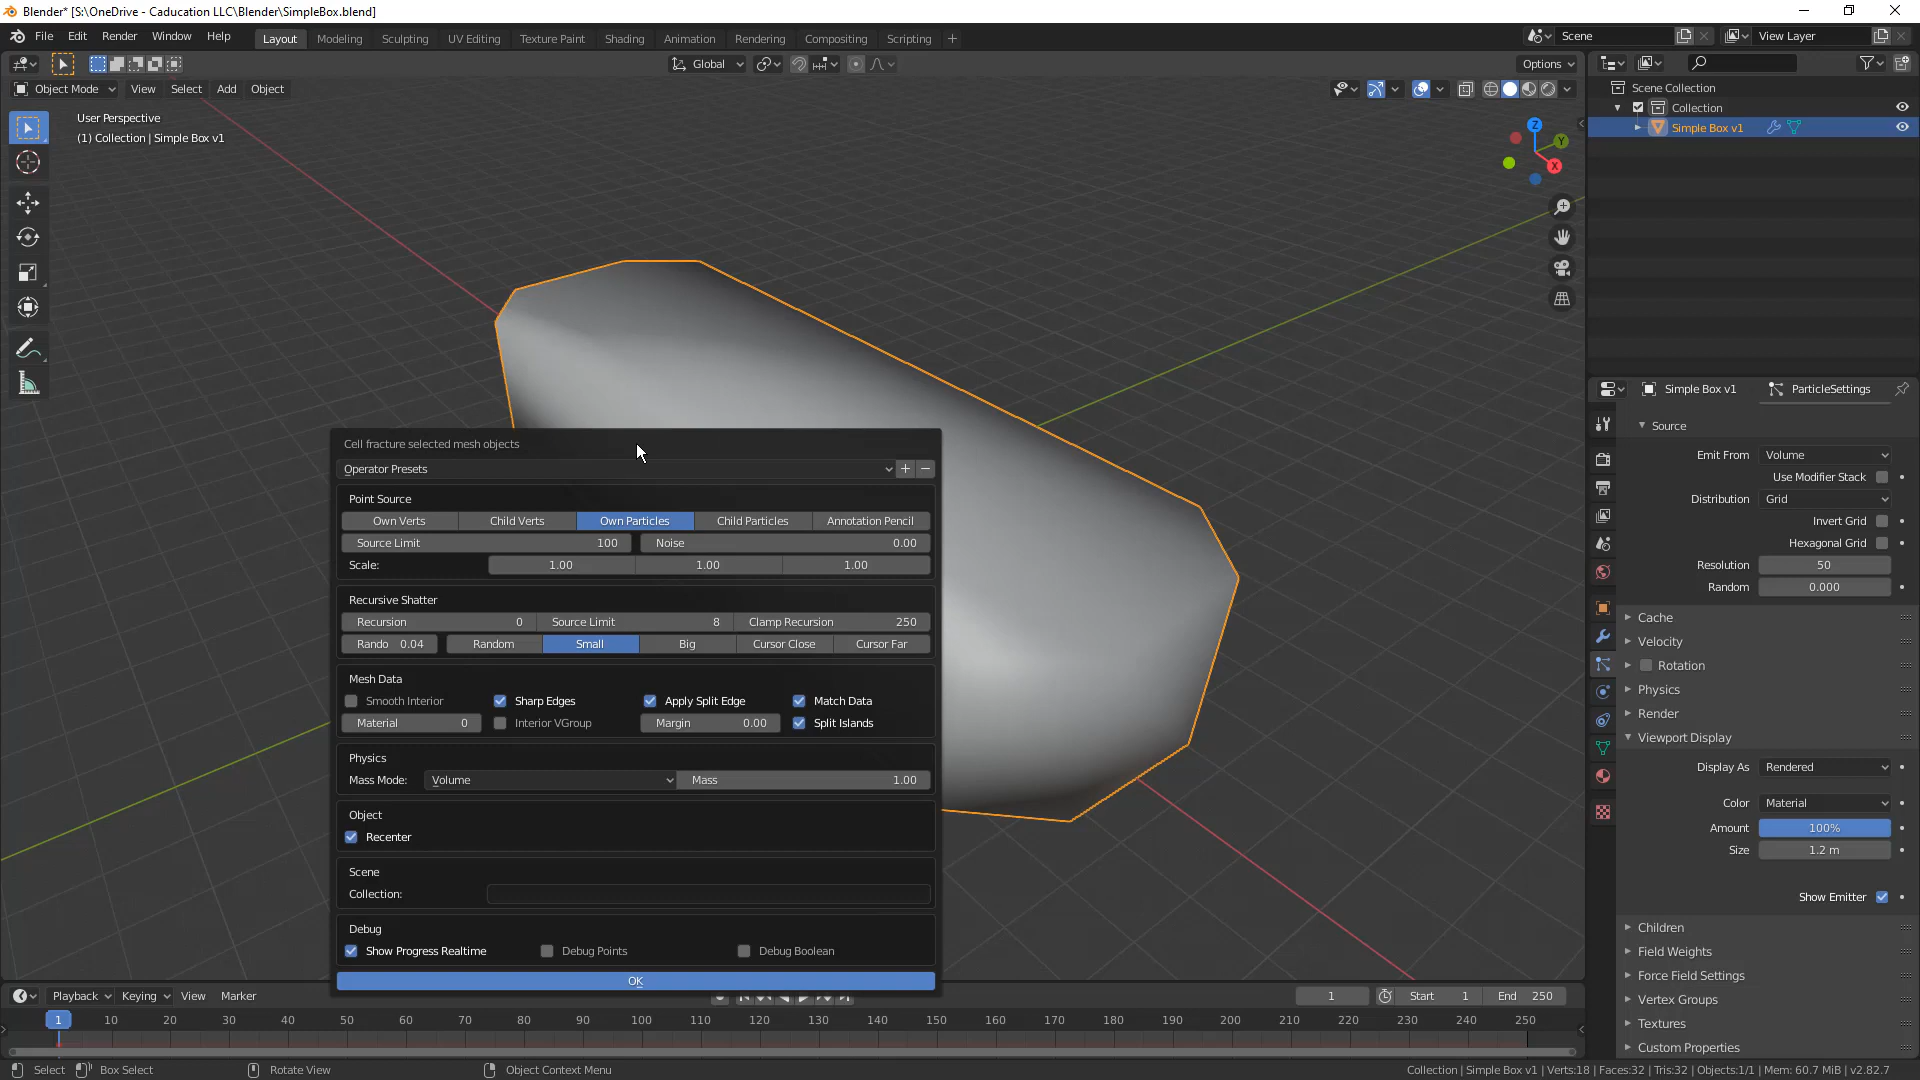 Blender* [S:\OneDrive - Caducation LLC\Blender\SimpleBox.blend]
File Edit Render Window Help Layout Modeling Sculpting UV Editing Texture Paint Shading Animation Rendering Compositing Scripting + Scene View Layer
Global Options
Object Mode View Select Add Object
User Perspective
(1) Collection | Simple Box v1
Z
Y
X
Scene Collection
Collection
Simple Box v1
Simple Box v1 ParticleSettings
Source
Emit From Volume
Use Modifier Stack
Distribution Grid
Invert Grid
Hexagonal Grid
Resolution 50
Random 0.000
Cache
Velocity
Rotation
Physics
Render
Viewport Display
Display As Rendered
Color Material
Amount 100%
Size 1.2 m
Show Emitter
Children
Field Weights
Force Field Settings
Vertex Groups
Textures
Custom Properties
Cell fracture selected mesh objects
Operator Presets + −
Point Source
Own Verts Child Verts Own Particles Child Particles Annotation Pencil
Source Limit 100 Noise 0.00
Scale: 1.00 1.00 1.00
Recursive Shatter
Recursion 0 Source Limit 8 Clamp Recursion 250
Rando 0.04 Random Small Big Cursor Close Cursor Far
Mesh Data
Smooth Interior Sharp Edges Apply Split Edge Match Data
Material 0 Interior VGroup Margin 0.00 Split Islands
Physics
Mass Mode: Volume Mass 1.00
Object
Recenter
Scene
Collection:
Debug
Show Progress Realtime Debug Points Debug Boolean
OK
Playback Keying View Marker 1 Start 1 End 250
1 10 20 30 40 50 60 70 80 90 100 110 120 130 140 150 160 170 180 190 200 210 220 230 240 250
Select Box Select Rotate View Object Context Menu Collection | Simple Box v1 | Verts:18 | Faces:32 | Tris:32 | Objects:1/1 | Mem: 60.7 MiB | v2.82.7